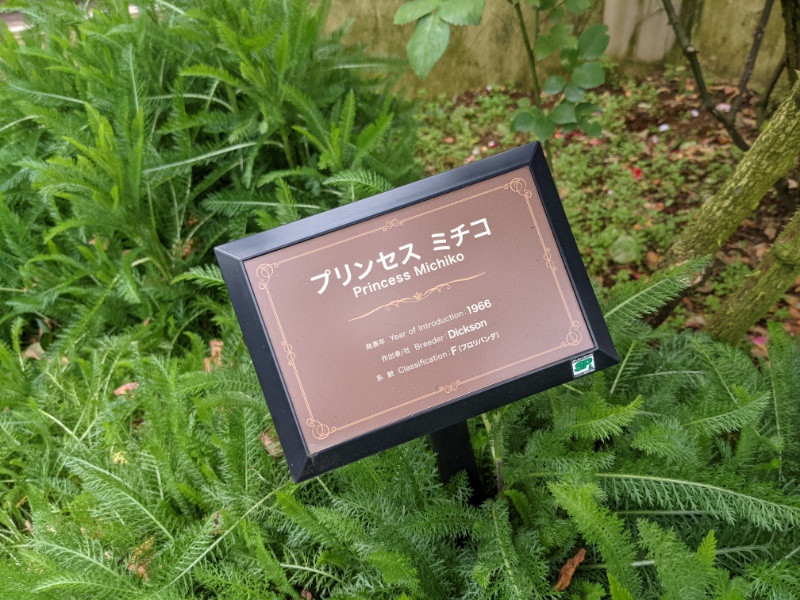 プリンセス ミチコ
Princess Michiko
発表年 Year of Introduction・1966
作出者/社 Breeder・Dickson
系 統 Classification・F(フロリバンダ)